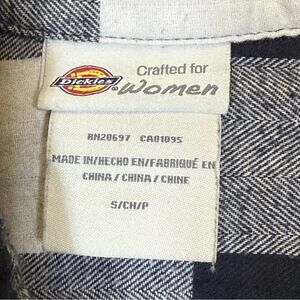 Dickies
Crafted for
Women
RN20697 CA01095
MADE IN/HECHO EN/FABRIQUÉ EN
CHINA / CHINA / CHINE
S/CH/P